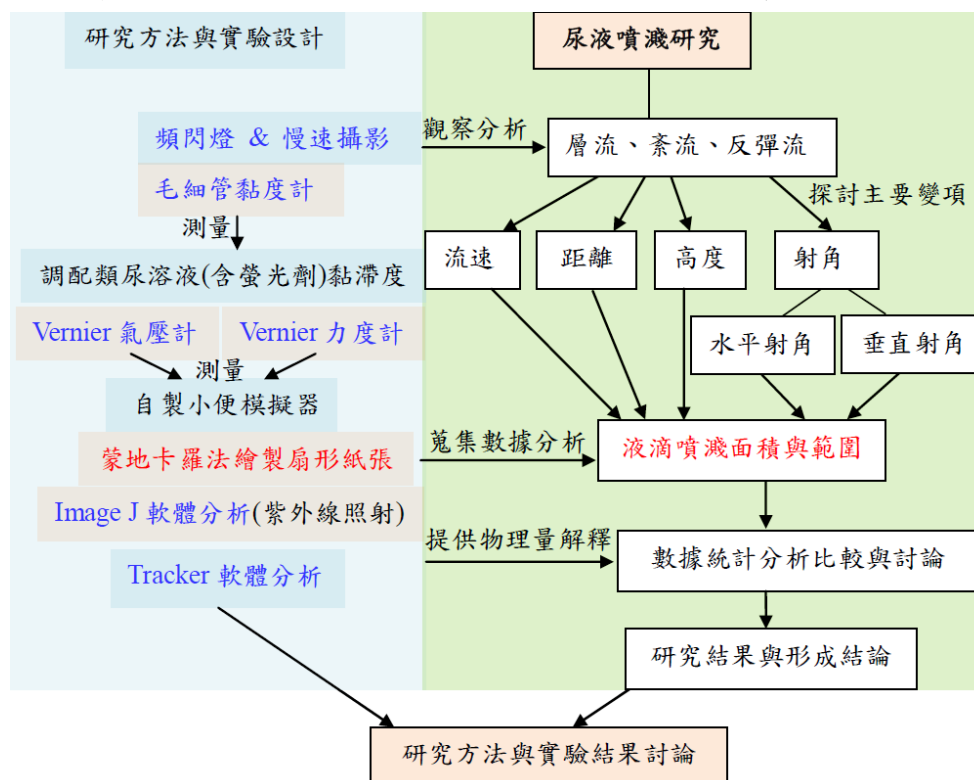 研究方法與實驗設計
頻閃燈 & 慢速攝影
毛細管黏度計
測量
調配類尿溶液(含螢光劑)黏滯度
Vernier 氣壓計
Vernier 力度計
測量
自製小便模擬器
蒙地卡羅法繪製扇形紙張
Image J 軟體分析(紫外線照射)
Tracker 軟體分析
尿液噴濺研究
觀察分析
層流、紊流、反彈流
探討主要變項
流速
距離
高度
射角
水平射角
垂直射角
蒐集數據分析
液滴噴濺面積與範圍
提供物理量解釋
數據統計分析比較與討論
研究結果與形成結論
研究方法與實驗結果討論